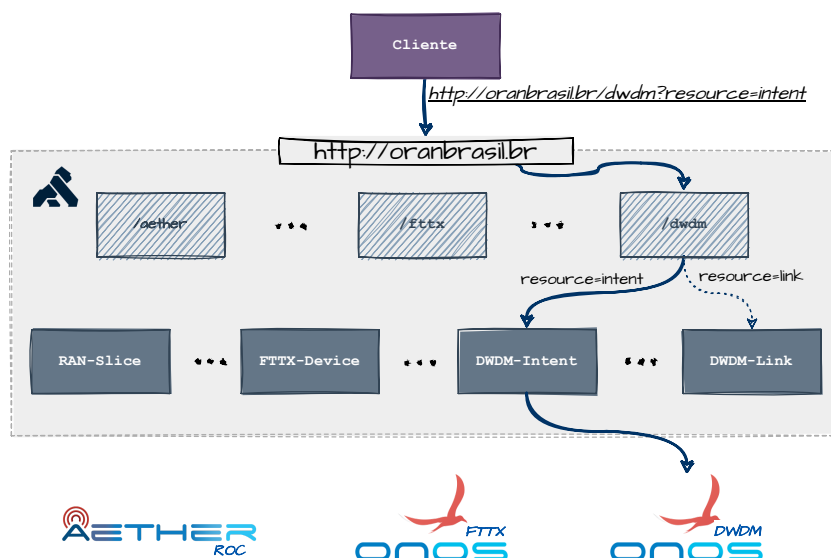 Cliente
http://oranbrasil.br/dwdm?resource=intent
http://oranbrasil.br
/aether
/fttx
/dwdm
resource=intent
resource=link
RAN-Slice
FTTX-Device
DWDM-Intent
DWDM-Link
AETHER
ROC
FTTX
onos
DWDM
onos